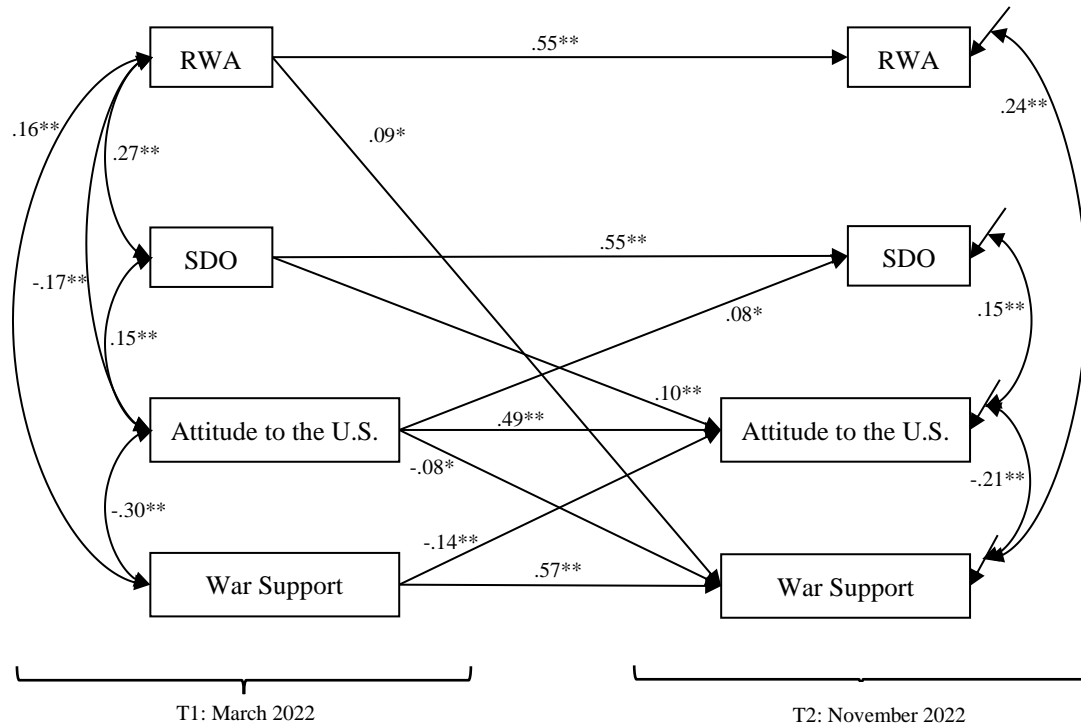 RWA
.55**
RWA
.16**
.09*
.24**
.27**
SDO
.55**
SDO
-.17**
.15**
.08*
.15**
Attitude to the U.S.
.10**
.49**
Attitude to the U.S.
-.08*
-.21**
-.30**
-.14**
War Support
.57**
War Support
T1: March 2022
T2: November 2022